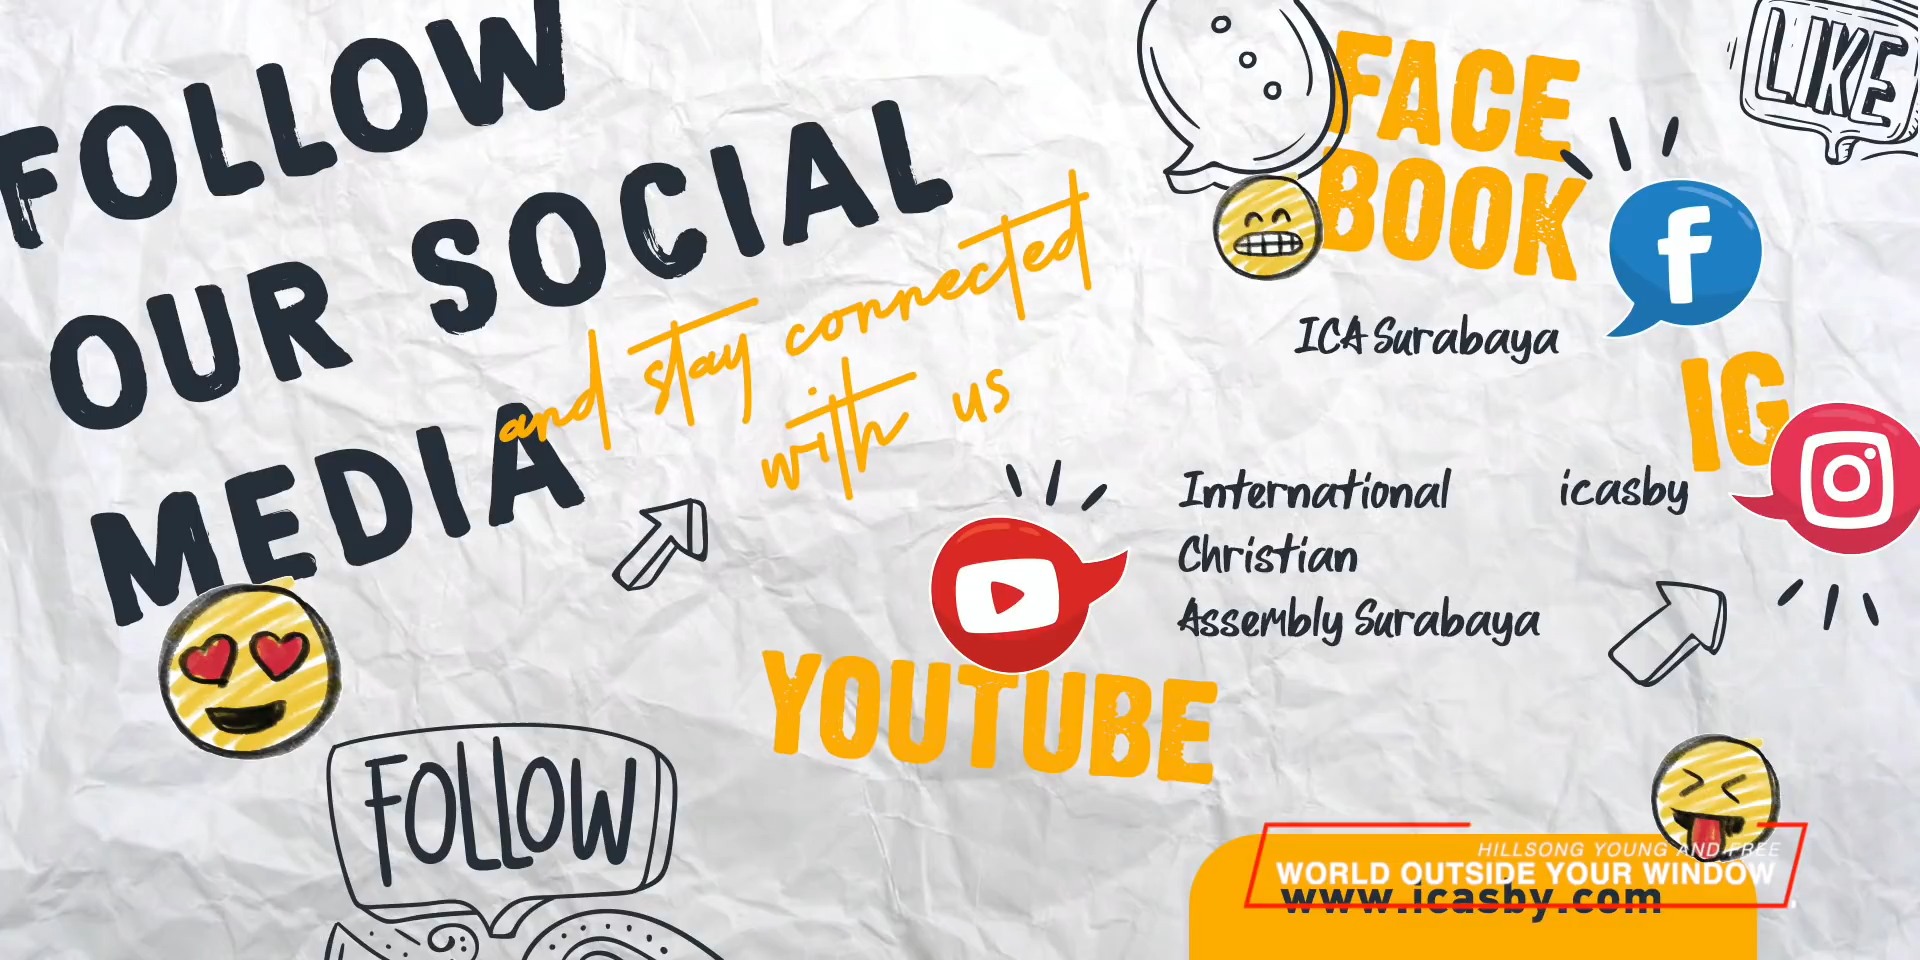 FOLLOW
OUR SOCIAL
MEDIA
and stay connected
with us
FACE
BOOK
LIKE
f
ICA Surabaya
IG
icasby
International
Christian
Assembly Surabaya
YOUTUBE
FOLLOW
HILLSONG YOUNG AND FREE
WORLD OUTSIDE YOUR WINDOW
www.icasby.com